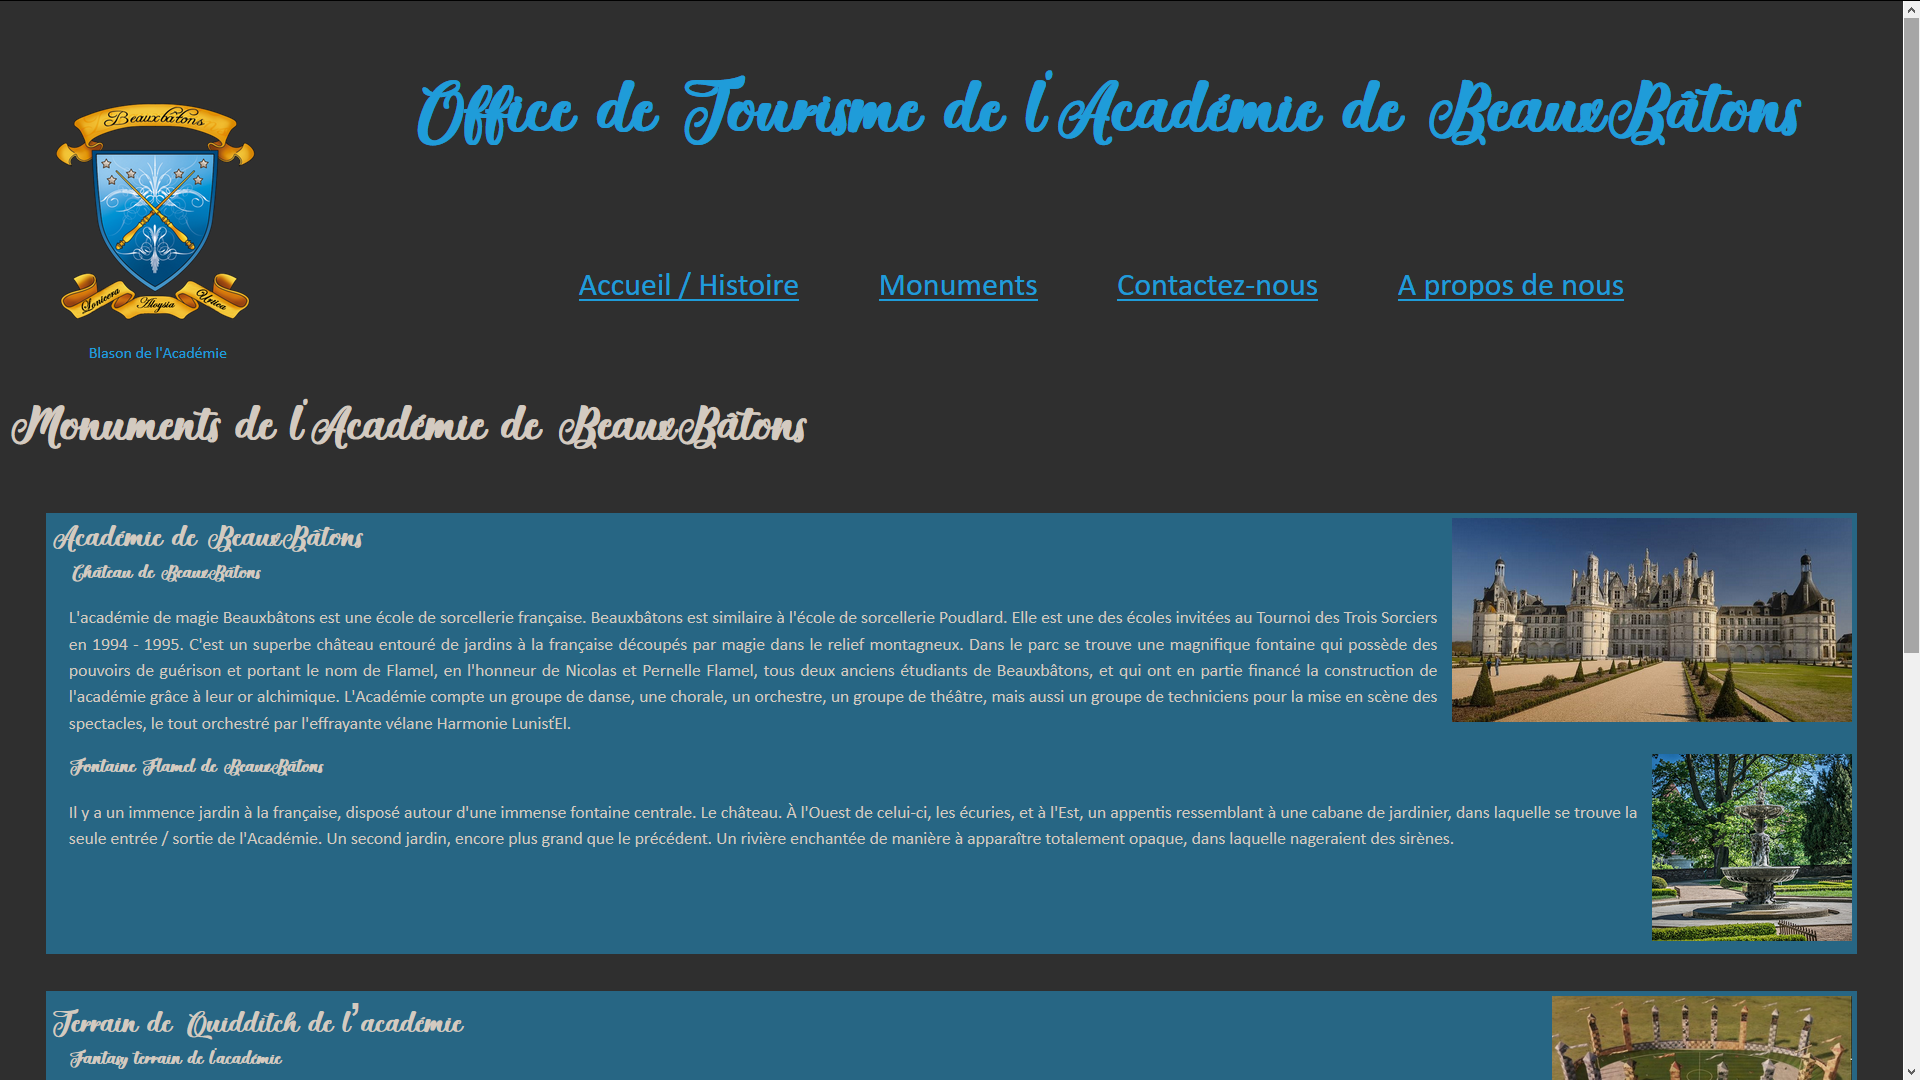 Office de Tourisme de l'Académie de BeauxBâtons
Beauxbâtons
Lonicera Aloysia Urtica
Accueil / Histoire Monuments Contactez-nous A propos de nous
Blason de l'Académie
Monuments de l'Académie de BeauxBâtons
Académie de BeauxBâtons
Château de BeauxBâtons
L'académie de magie Beauxbâtons est une école de sorcellerie française. Beauxbâtons est similaire à l'école de sorcellerie Poudlard. Elle est une des écoles invitées au Tournoi des Trois Sorciers
en 1994 - 1995. C'est un superbe château entouré de jardins à la française découpés par magie dans le relief montagneux. Dans le parc se trouve une magnifique fontaine qui possède des
pouvoirs de guérison et portant le nom de Flamel, en l'honneur de Nicolas et Pernelle Flamel, tous deux anciens étudiants de Beauxbâtons, et qui ont en partie financé la construction de
l'académie grâce à leur or alchimique. L'Académie compte un groupe de danse, une chorale, un orchestre, un groupe de théâtre, mais aussi un groupe de techniciens pour la mise en scène des
spectacles, le tout orchestré par l'effrayante vélane Harmonie LunisťEl.
Fontaine Flamel de BeauxBâtons
Il y a un immence jardin à la française, disposé autour d'une immense fontaine centrale. Le château. À l'Ouest de celui-ci, les écuries, et à l'Est, un appentis ressemblant à une cabane de jardinier, dans laquelle se trouve la
seule entrée / sortie de l'Académie. Un second jardin, encore plus grand que le précédent. Un rivière enchantée de manière à apparaître totalement opaque, dans laquelle nageraient des sirènes.
Terrain de Quidditch de l’académie
Fantasy terrain de l'académie